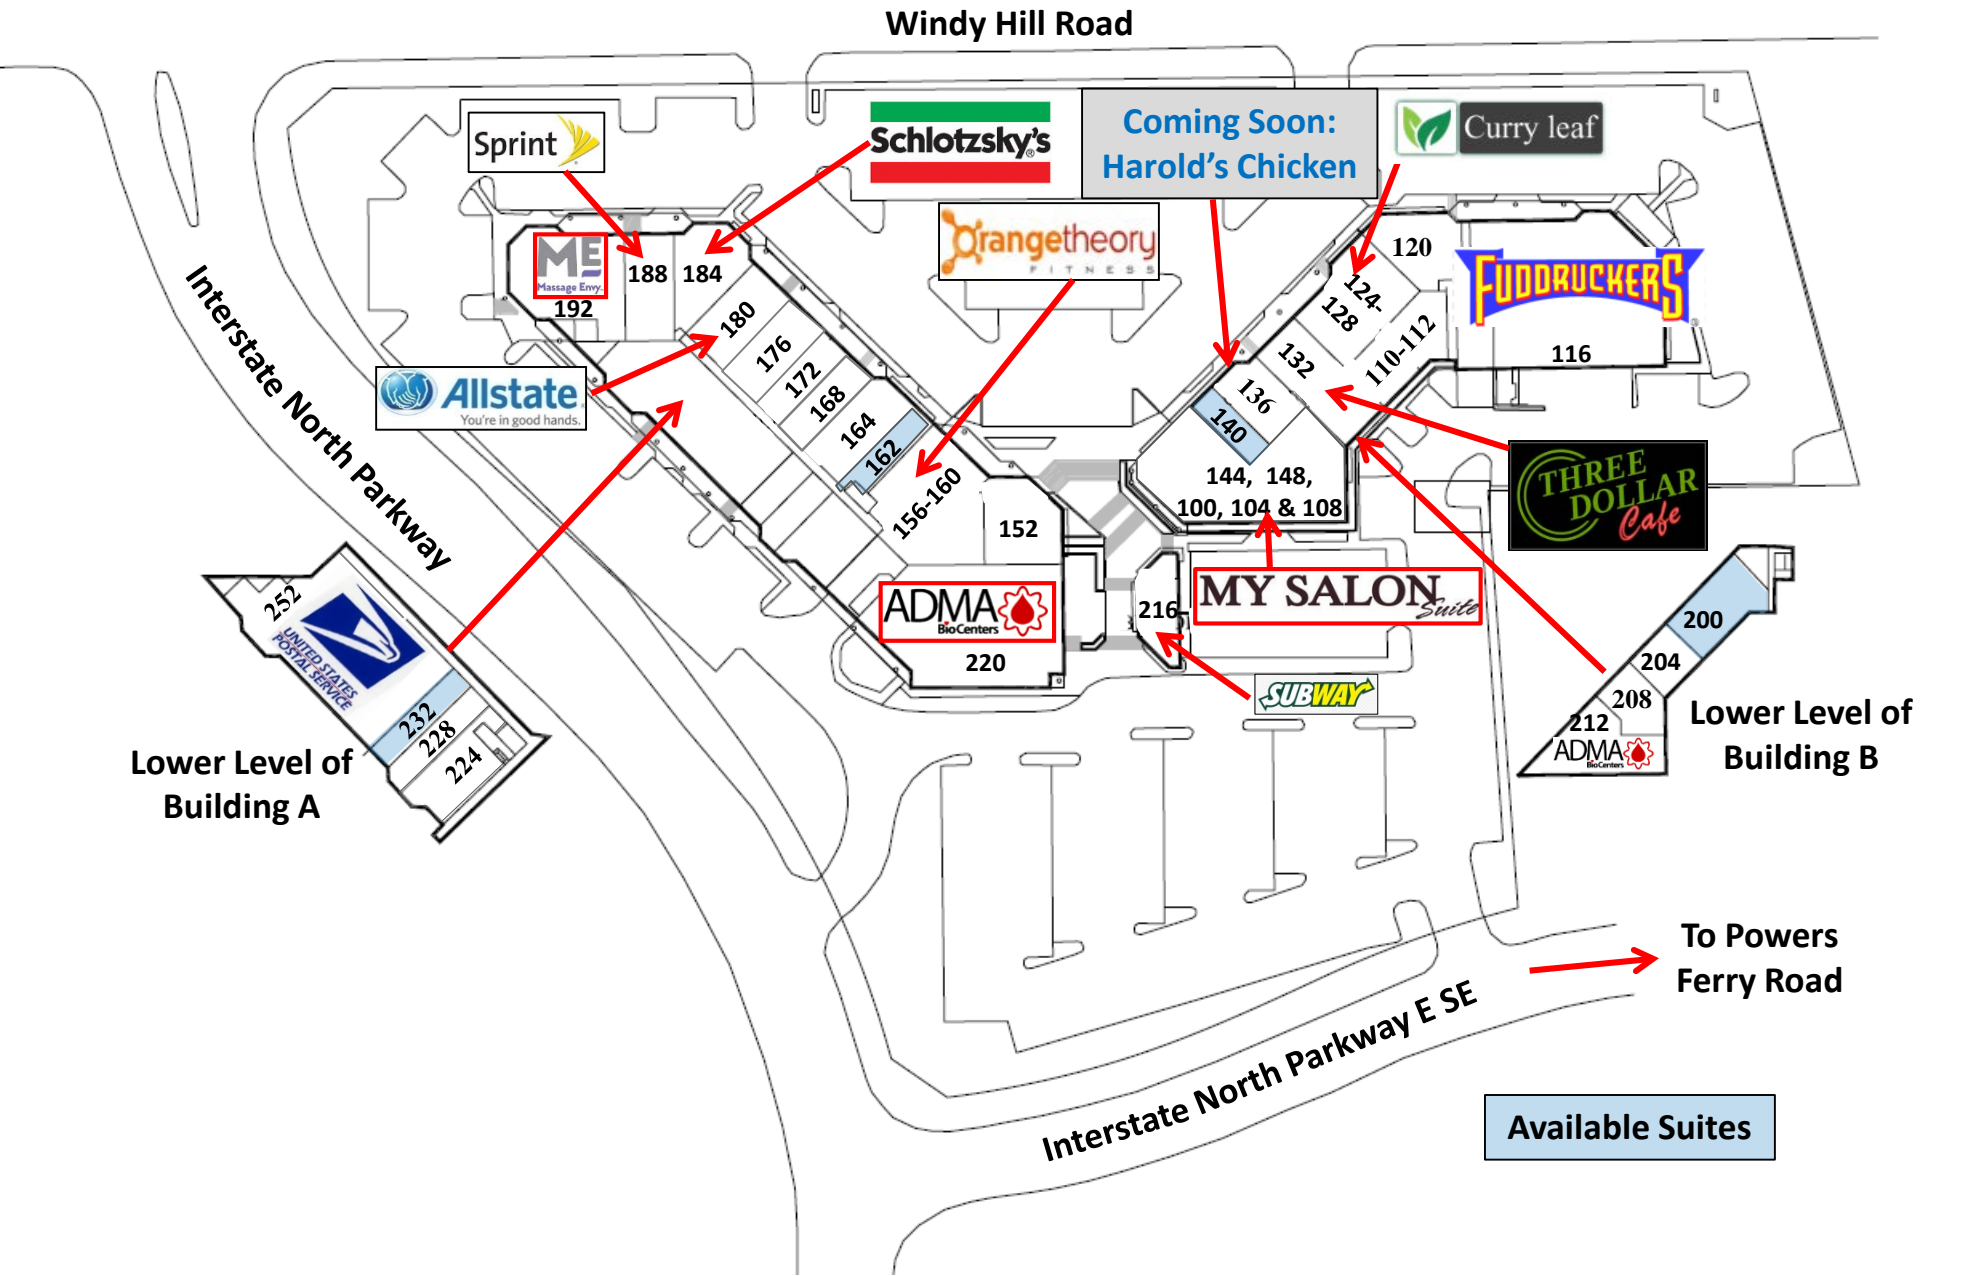 Windy Hill Road
Sprint
Schlotzsky's®
Coming Soon:
Harold's Chicken
Curry leaf
Orangetheory
FITNESS
ME
Massage Envy.
192
188
184
180
176
172
168
164
162
156-160
152
120
124-
128
110-112
132
136
140
144, 148,
100, 104 & 108
FUDDRUCKERS
®
116
Allstate
You're in good hands.
THREE
DOLLAR
Cafe
Interstate North Parkway
252
UNITED STATES
POSTAL SERVICE
232
228
224
Lower Level of
Building A
ADMA
BioCenters
220
216
MY SALON
Suite
SUBWAY
200
204
208
212
ADMA
BioCenters
Lower Level of
Building B
To Powers
Ferry Road
Interstate North Parkway E SE
Available Suites